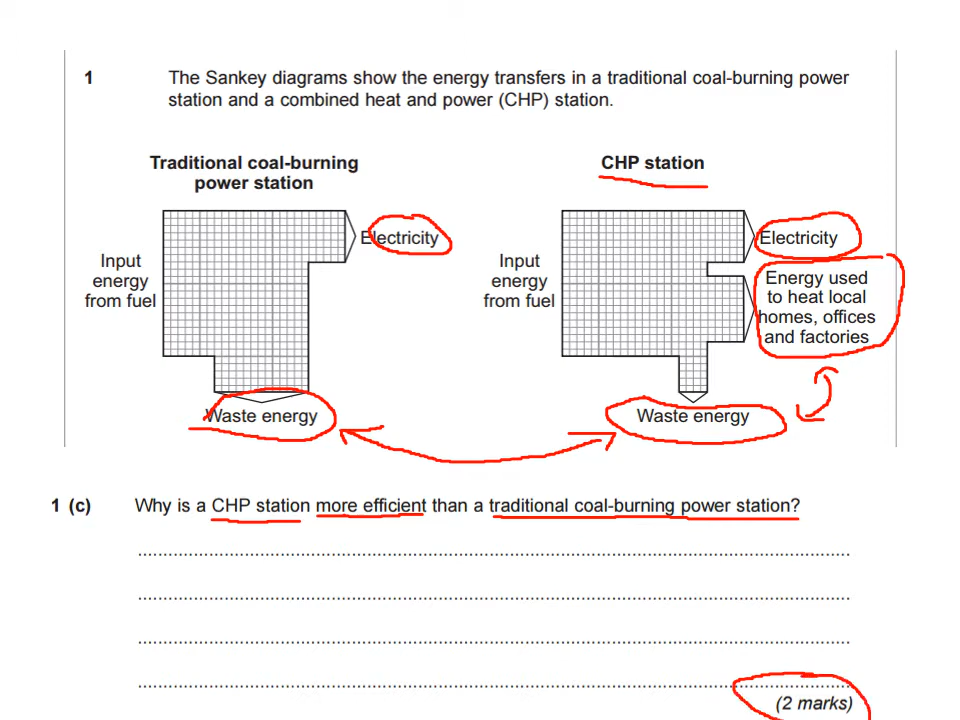 1 The Sankey diagrams show the energy transfers in a traditional coal-burning power
station and a combined heat and power (CHP) station.
Traditional coal-burning
power station
Input
energy
from fuel
Electricity
Waste energy
CHP station
Input
energy
from fuel
Electricity
Energy used
to heat local
homes, offices
and factories
Waste energy
1 (c) Why is a CHP station more efficient than a traditional coal-burning power station?
(2 marks)